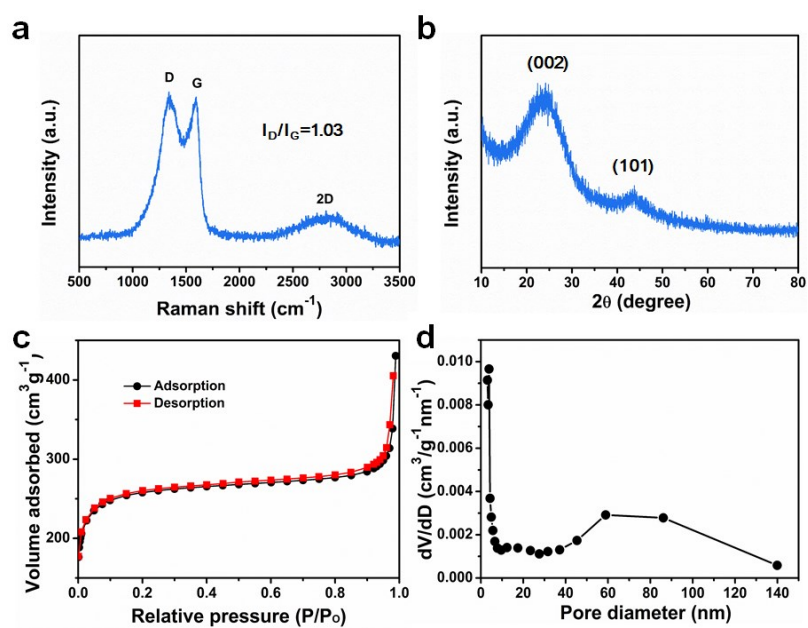 a
Intensity (a.u.)
D
G
I_D/I_G=1.03
2D
500 1000 1500 2000 2500 3000 3500
Raman shift (cm⁻¹)
b
Intensity (a.u.)
(002)
(101)
10 20 30 40 50 60 70 80
2θ (degree)
c
Volume adsorbed (cm³g⁻¹)
400
300
200
Adsorption
Desorption
0.0 0.2 0.4 0.6 0.8 1.0
Relative pressure (P/P₀)
d
dV/dD (cm³/g⁻¹nm⁻¹)
0.010
0.008
0.006
0.004
0.002
0.000
0 20 40 60 80 100 120 140
Pore diameter (nm)